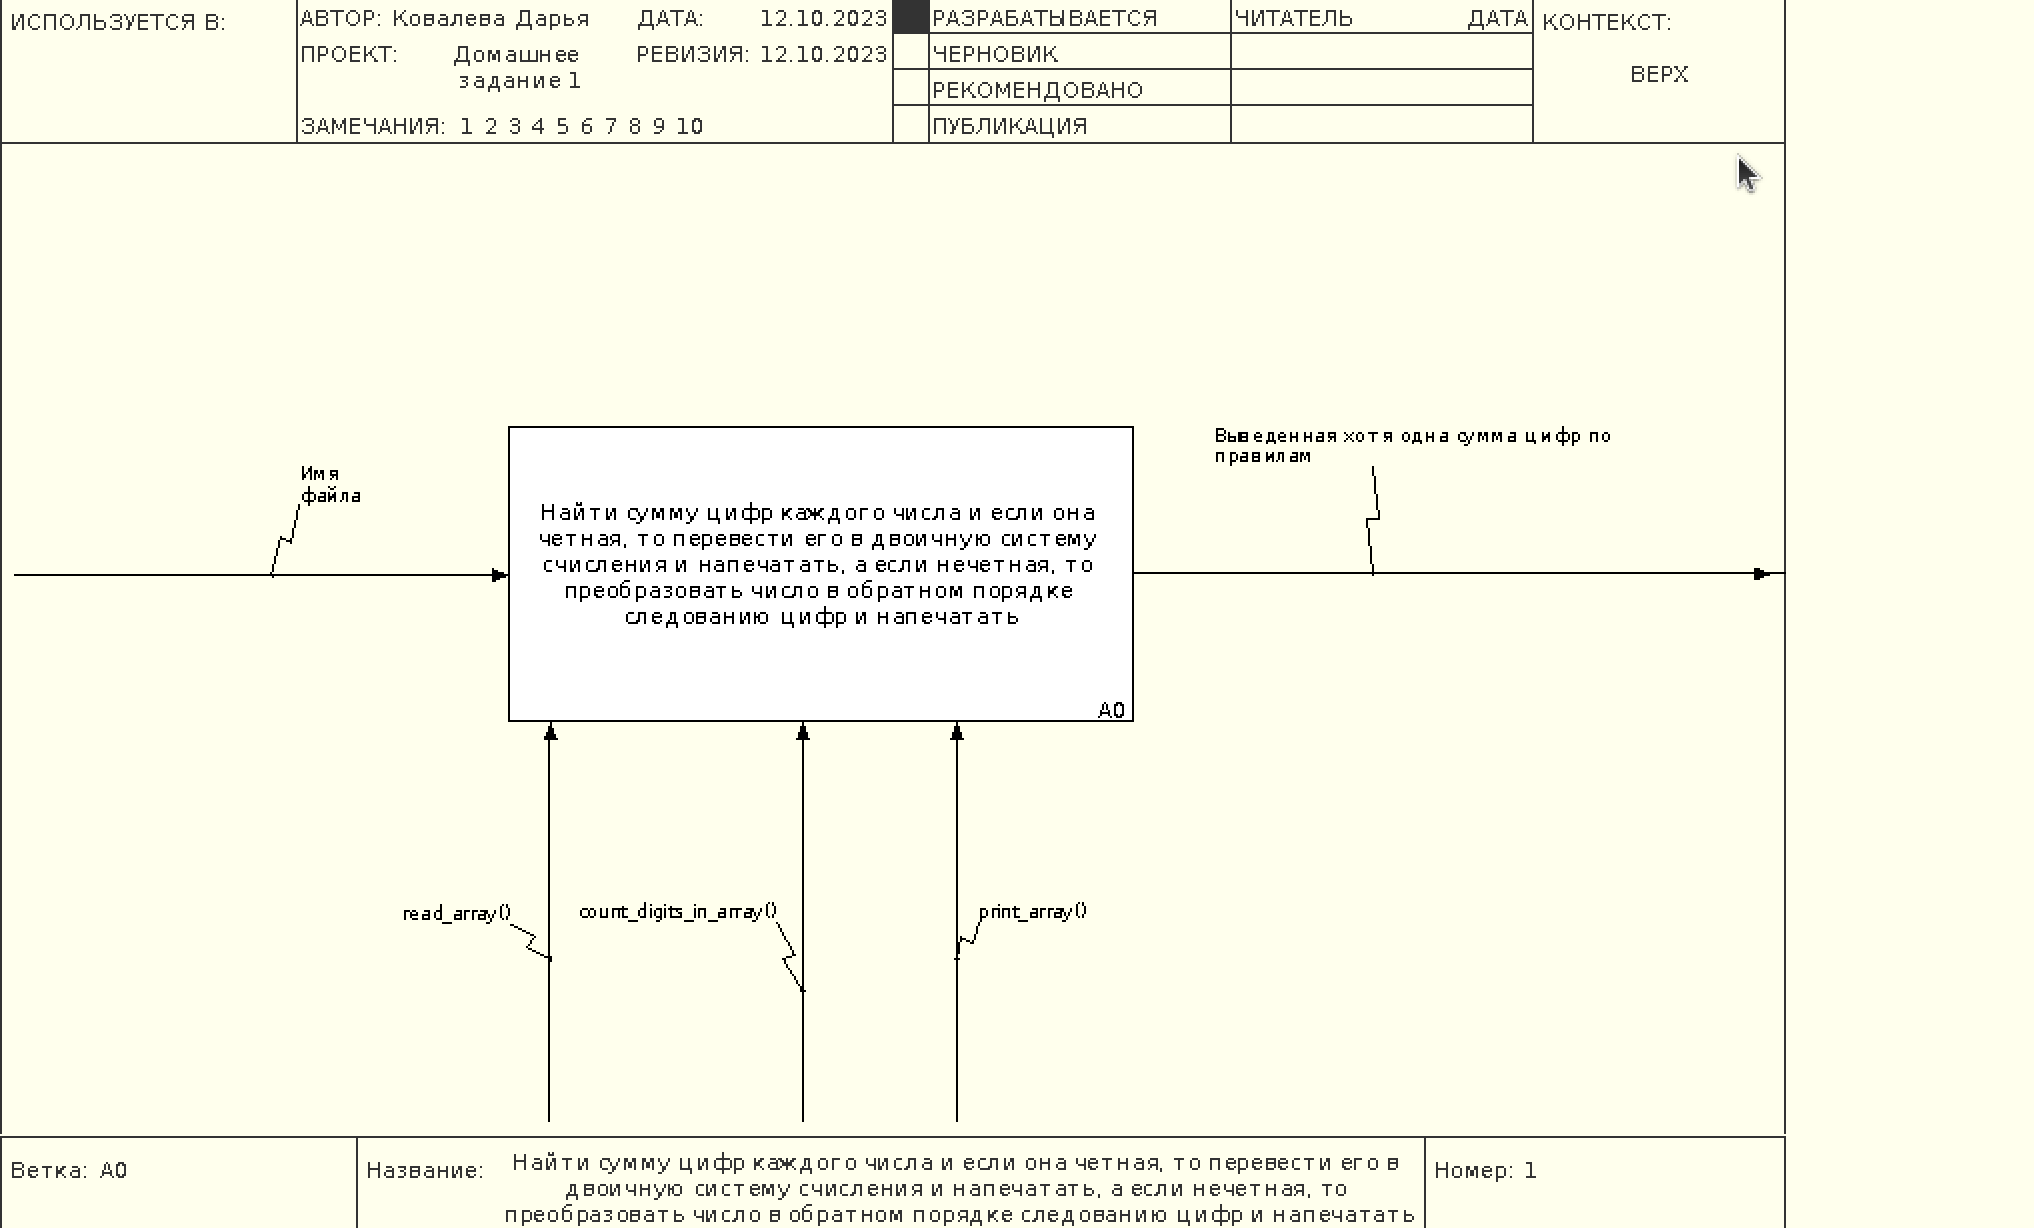 ИСПОЛЬЗУЕТСЯ В:
АВТОР: Ковалева Дарья
ДАТА: 12.10.2023
ПРОЕКТ: Домашнее
задание 1
РЕВИЗИЯ: 12.10.2023
ЗАМЕЧАНИЯ: 1 2 3 4 5 6 7 8 9 10
РАЗРАБАТЫВАЕТСЯ
ЧЕРНОВИК
РЕКОМЕНДОВАНО
ПУБЛИКАЦИЯ
ЧИТАТЕЛЬ ДАТА
КОНТЕКСТ:
ВЕРХ
Имя
файла
Найти сумму цифр каждого числа и если она
четная, то перевести его в двоичную систему
счисления и напечатать, а если нечетная, то
преобразовать число в обратном порядке
следованию цифр и напечатать
A0
Выведенная хотя одна сумма цифр по
правилам
read_array()
count_digits_in_array()
print_array()
Ветка: A0
Название:
Найти сумму цифр каждого числа и если она четная, то перевести его в
двоичную систему счисления и напечатать, а если нечетная, то
преобразовать число в обратном порядке следованию цифр и напечатать
Номер: 1